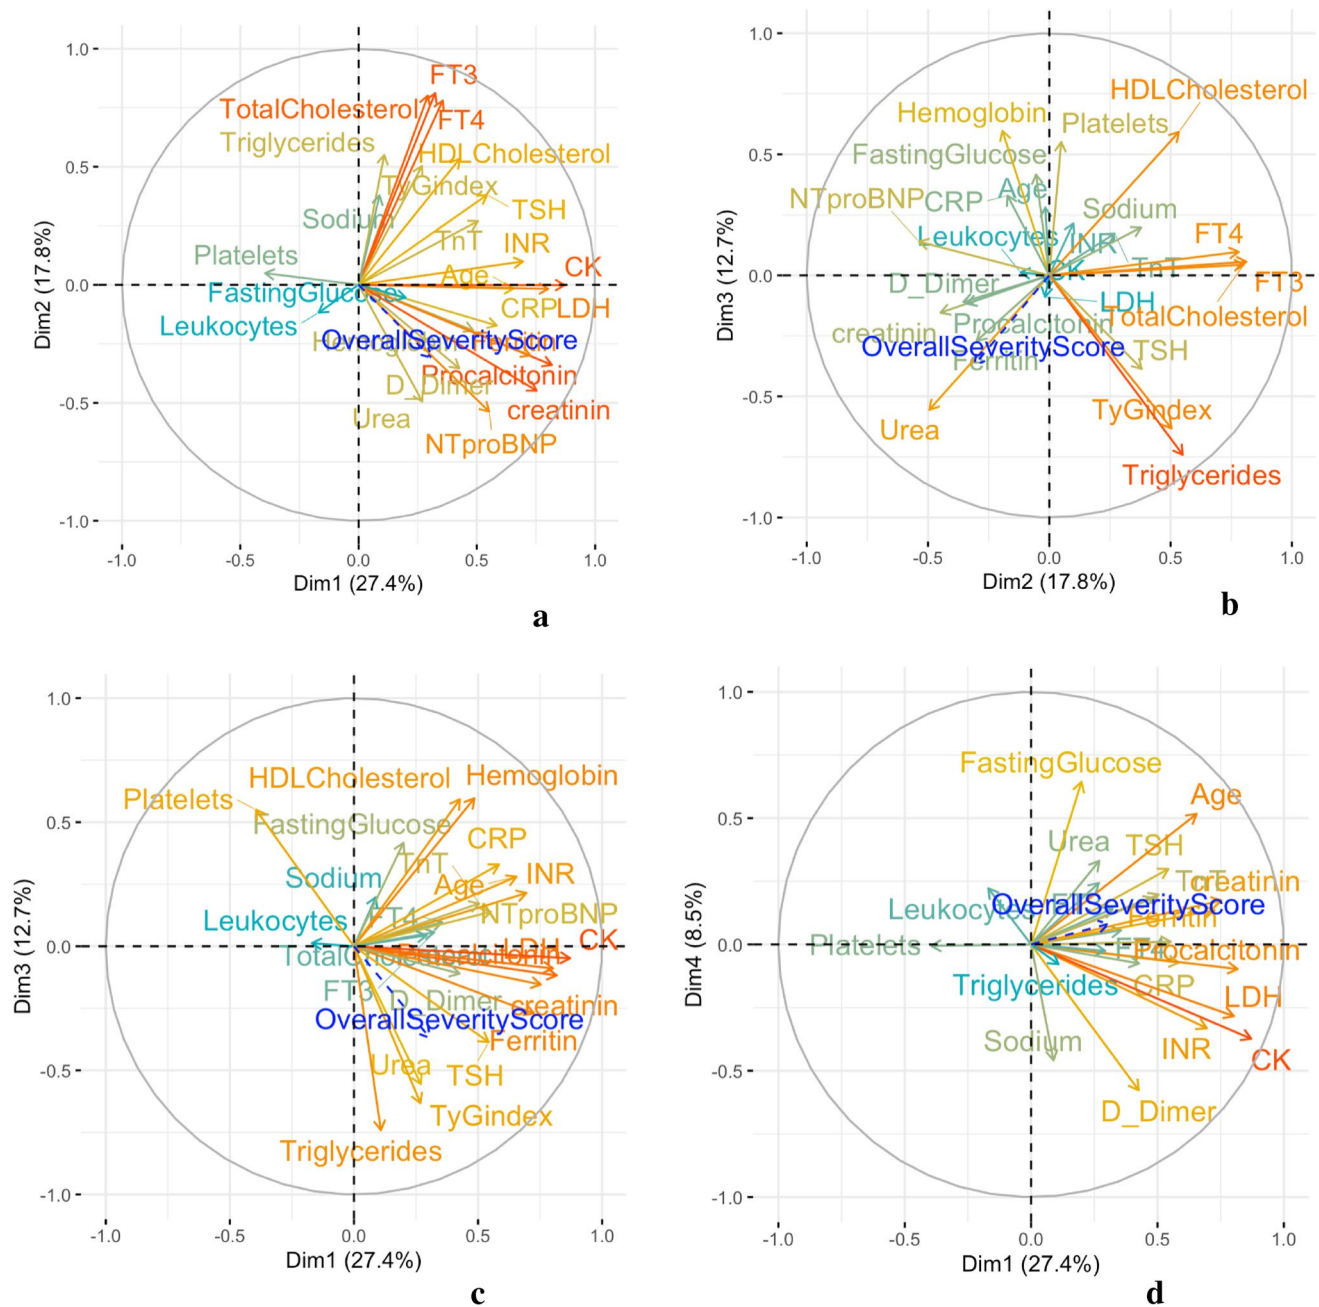 1.0
0.5
0.0
-0.5
-1.0
Dim2 (17.8%)
FT3
TotalCholesterol
FT4
Triglycerides
HDLCholesterol
TyGindex
Sodium
TSH
TnT
INR
Platelets
CK
Age
FastingGlucose
CRP
LDH
Leukocytes
OverallSeverityScore
Procalcitonin
D_Dimer
creatinin
Urea
NTproBNP
-1.0
-0.5
0.0
0.5
1.0
Dim1 (27.4%)
a
1.0
0.5
0.0
-0.5
-1.0
Dim3 (12.7%)
HDLCholesterol
Hemoglobin
Platelets
FastingGlucose
Age
NTproBNP
CRP
Sodium
Leukocytes
INR
FT4
TnT
CK
D_Dimer
FT3
LDH
TotalCholesterol
Procalcitonin
creatinin
OverallSeverityScore
TSH
Ferritin
TyGindex
Urea
Triglycerides
-1.0
-0.5
0.0
0.5
1.0
Dim2 (17.8%)
b
1.0
0.5
0.0
-0.5
-1.0
Dim3 (12.7%)
HDLCholesterol
Hemoglobin
Platelets
FastingGlucose
CRP
TnT
Sodium
Age
INR
Leukocytes
FT4
NTproBNP
LDH
CK
FT3
D_Dimer
creatinin
OverallSeverityScore
Ferritin
Urea
TSH
TyGindex
Triglycerides
-1.0
-0.5
0.0
0.5
1.0
Dim1 (27.4%)
c
1.0
0.5
0.0
-0.5
-1.0
Dim4 (8.5%)
FastingGlucose
Age
Urea
TSH
TnT
creatinin
Leukocytes
OverallSeverityScore
Platelets
Procalcitonin
Triglycerides
CRP
LDH
Sodium
INR
CK
D_Dimer
-1.0
-0.5
0.0
0.5
1.0
Dim1 (27.4%)
d